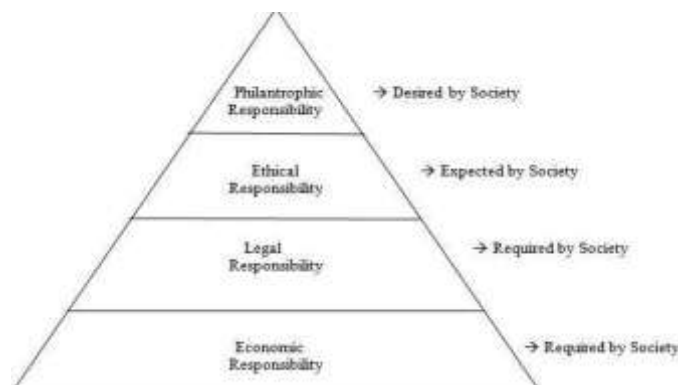 Philantrophic
Responsibility
→ Desired by Society
Ethical
Responsibility
→ Expected by Society
Legal
Responsibility
→ Required by Society
Economic
Responsibility
→ Required by Society